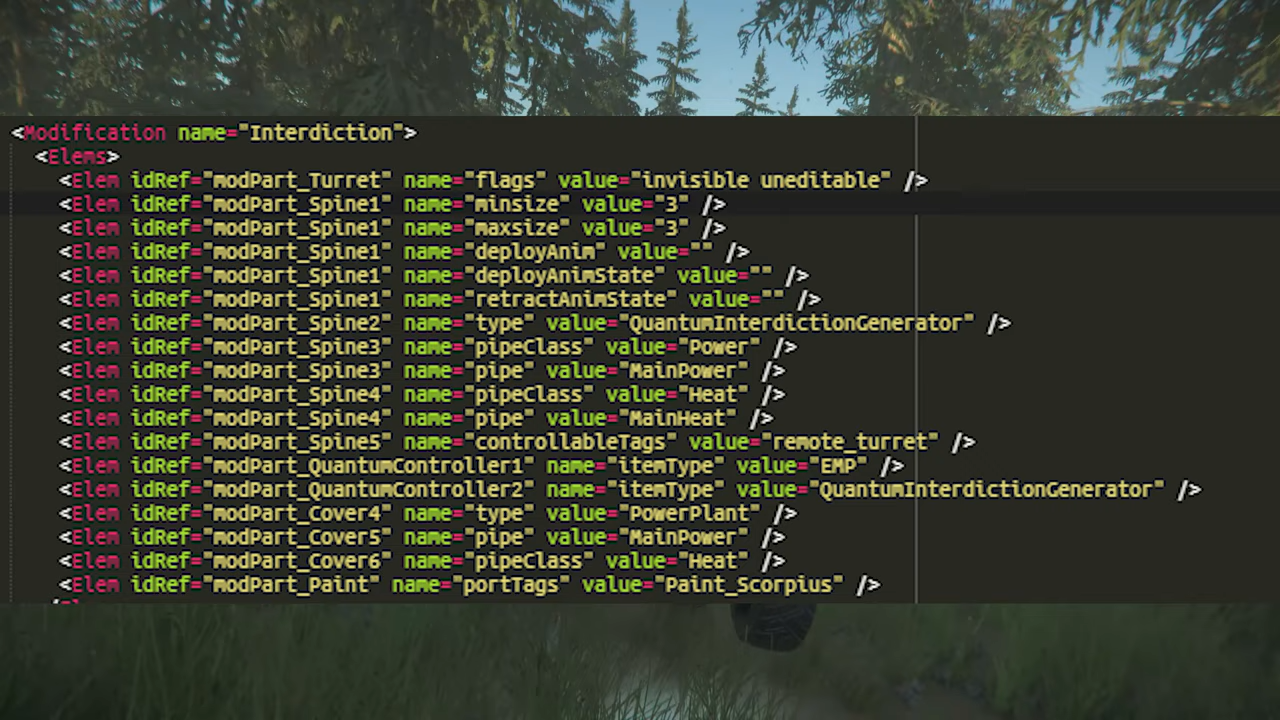 <Modification name="Interdiction">
<Elems>
<Elem idRef="modPart_Turret" name="flags" value="invisible uneditable" />
<Elem idRef="modPart_Spine1" name="minsize" value="3" />
<Elem idRef="modPart_Spine1" name="maxsize" value="3" />
<Elem idRef="modPart_Spine1" name="deployAnim" value="" />
<Elem idRef="modPart_Spine1" name="deployAnimState" value="" />
<Elem idRef="modPart_Spine1" name="retractAnimState" value="" />
<Elem idRef="modPart_Spine2" name="type" value="QuantumInterdictionGenerator" />
<Elem idRef="modPart_Spine3" name="pipeClass" value="Power" />
<Elem idRef="modPart_Spine3" name="pipe" value="MainPower" />
<Elem idRef="modPart_Spine4" name="pipeClass" value="Heat" />
<Elem idRef="modPart_Spine4" name="pipe" value="MainHeat" />
<Elem idRef="modPart_Spine5" name="controllableTags" value="remote_turret" />
<Elem idRef="modPart_QuantumController1" name="itemType" value="EMP" />
<Elem idRef="modPart_QuantumController2" name="itemType" value="QuantumInterdictionGenerator" />
<Elem idRef="modPart_Cover4" name="type" value="PowerPlant" />
<Elem idRef="modPart_Cover5" name="pipe" value="MainPower" />
<Elem idRef="modPart_Cover6" name="pipeClass" value="Heat" />
<Elem idRef="modPart_Paint" name="portTags" value="Paint_Scorpius" />